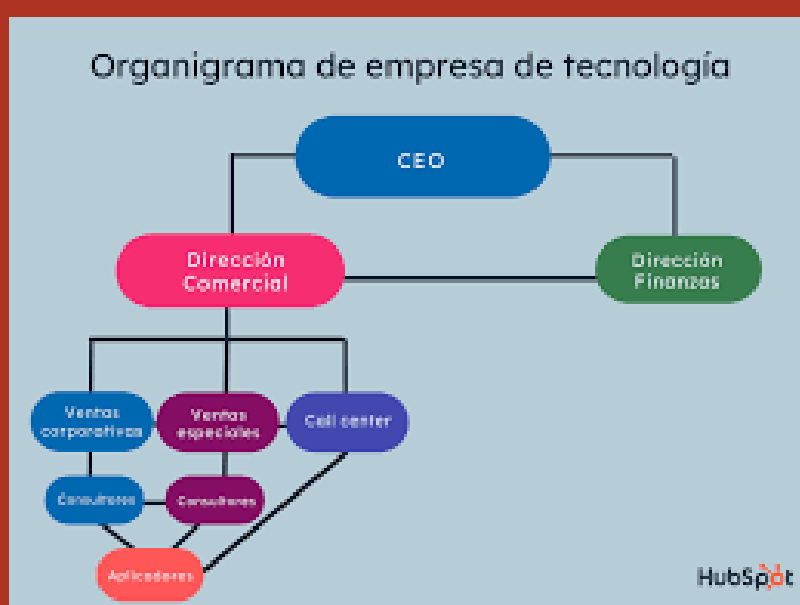 Organigrama de empresa de tecnología
CEO
Dirección
Comercial
Dirección
Finanzas
Ventas
corporativas
Ventas
especiales
Call center
Consultores
Consultores
Aplicadores
HubSpot